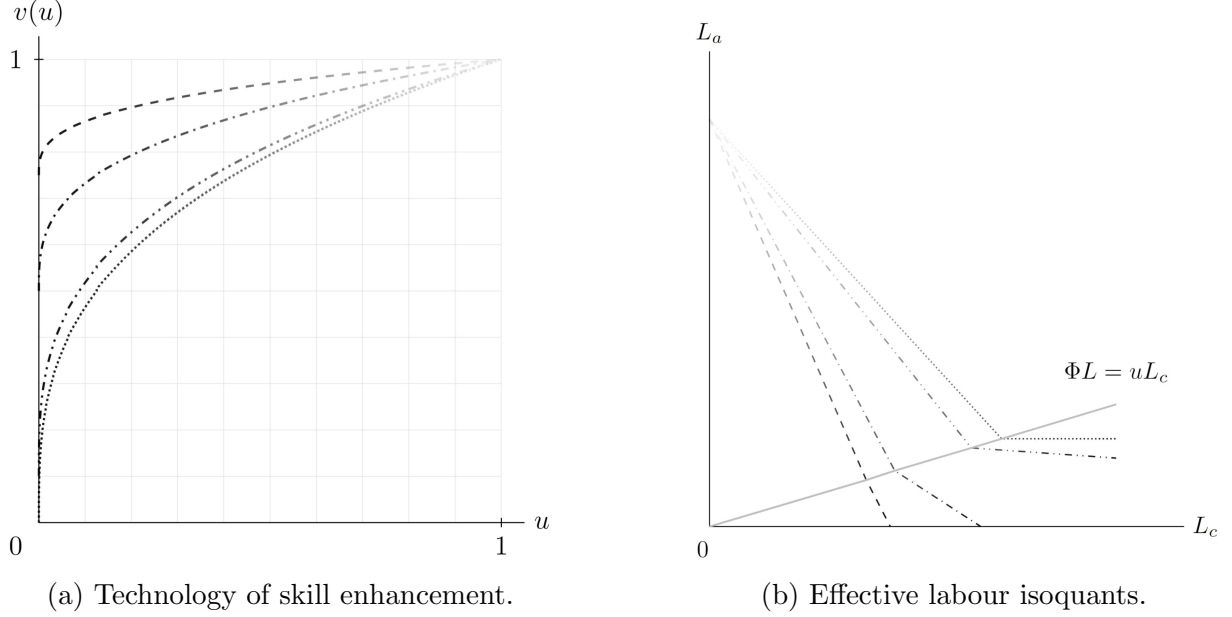 v(u)
1
0
1
u
(a) Technology of skill enhancement.
L_a
ΦL = uL_c
0
L_c
(b) Effective labour isoquants.